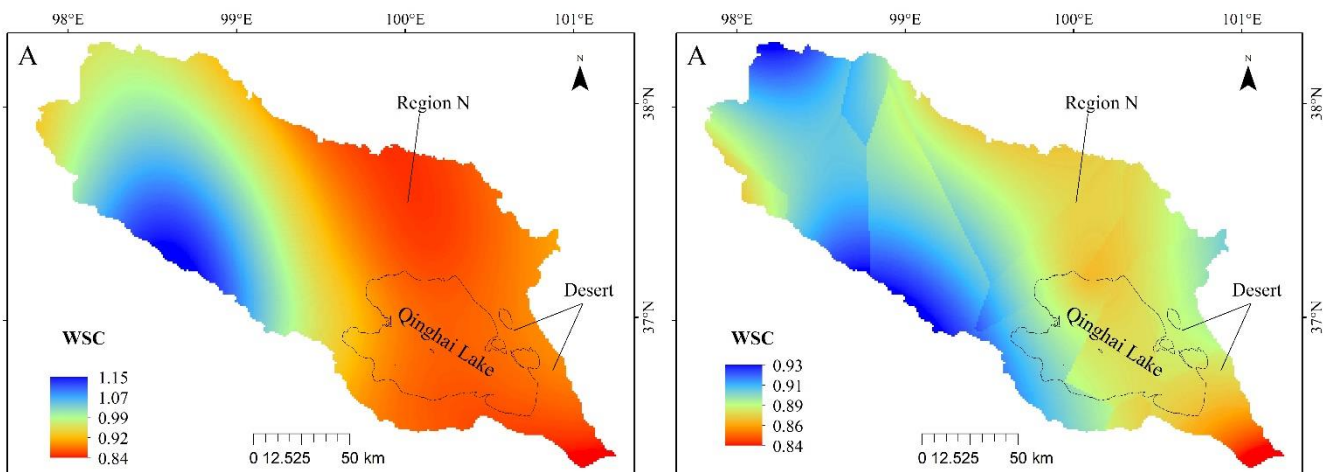 98°E 99°E 100°E 101°E
A
N
Region N
38°N
Desert
37°N
Qinghai Lake
WSC
1.15
1.07
0.99
0.92
0.84
0 12.525 50 km
98°E 99°E 100°E 101°E
A
N
Region N
38°N
Desert
37°N
Qinghai Lake
WSC
0.93
0.91
0.89
0.86
0.84
0 12.525 50 km